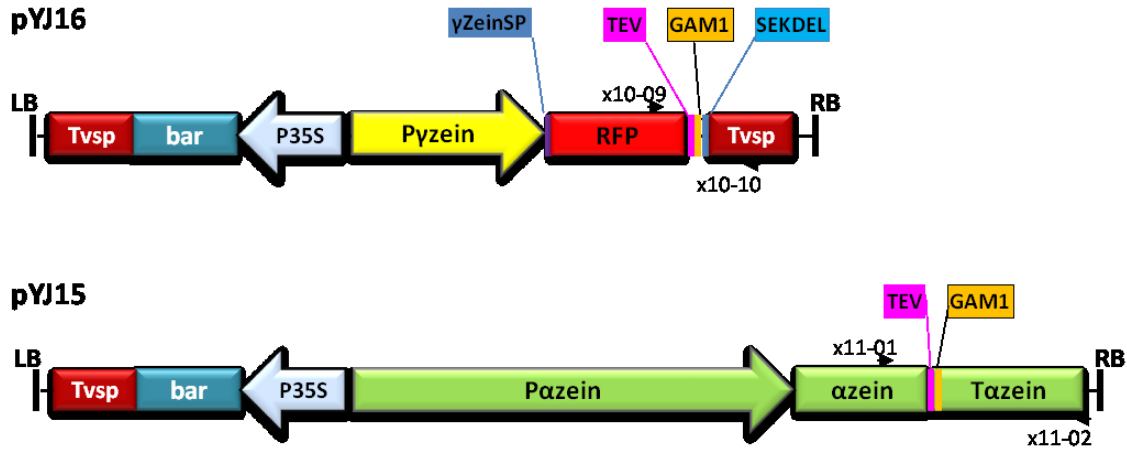 pYJ16
γZeinSP TEV GAM1 SEKDEL
LB x10-09 RB
Tvsp bar P35S Pγzein RFP Tvsp
x10-10
pYJ15
TEV GAM1
LB x11-01 RB
Tvsp bar P35S Pαzein αzein Tαzein
x11-02